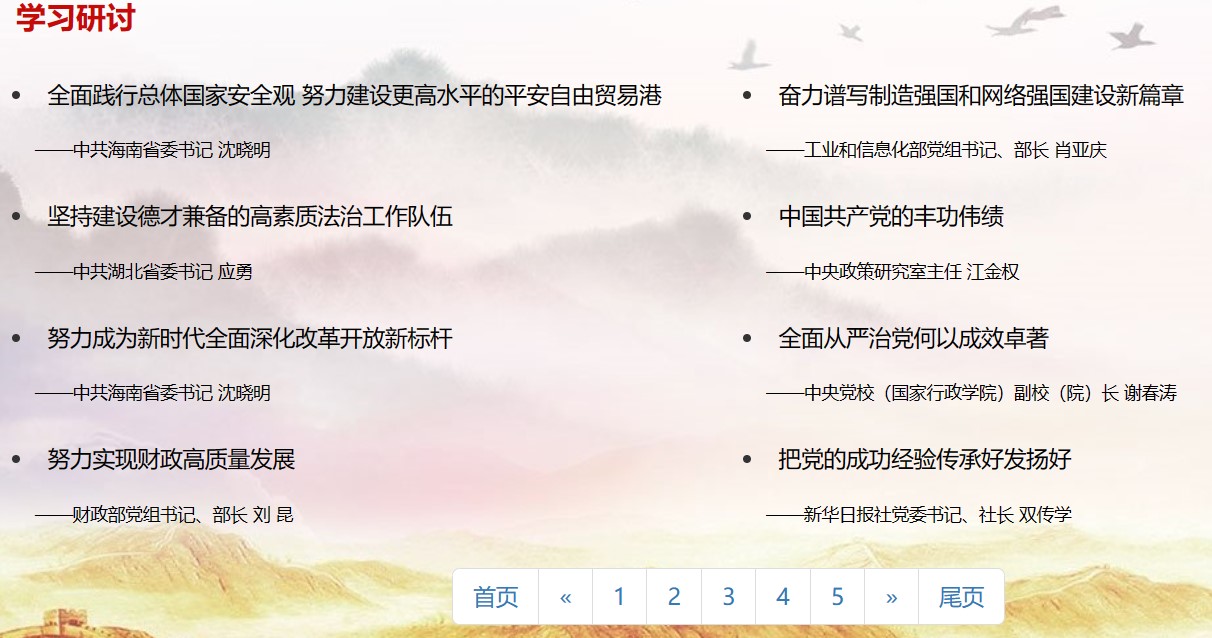 学习研讨
全面践行总体国家安全观 努力建设更高水平的平安自由贸易港
——中共海南省委书记 沈晓明
坚持建设德才兼备的高素质法治工作队伍
——中共湖北省委书记 应勇
努力成为新时代全面深化改革开放新标杆
——中共海南省委书记 沈晓明
努力实现财政高质量发展
——财政部党组书记、部长 刘 昆
奋力谱写制造强国和网络强国建设新篇章
——工业和信息化部党组书记、部长 肖亚庆
中国共产党的丰功伟绩
——中央政策研究室主任 江金权
全面从严治党何以成效卓著
——中央党校（国家行政学院）副校（院）长 谢春涛
把党的成功经验传承好发扬好
——新华日报社党委书记、社长 双传学
首页 « 1 2 3 4 5 » 尾页